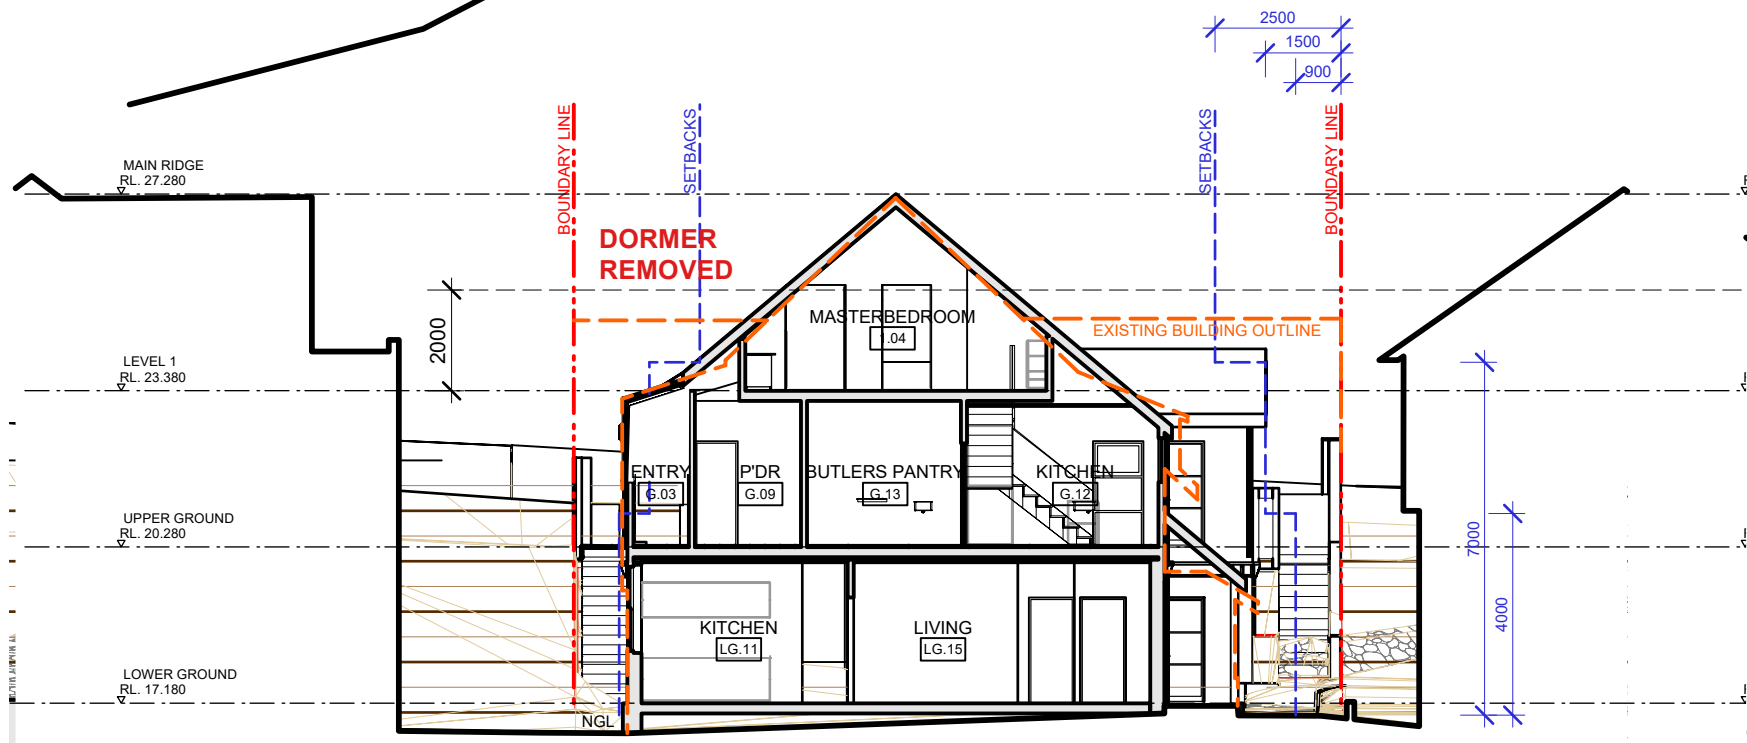 2500
1500
900
BOUNDARY LINE
SETBACKS
SETBACKS
BOUNDARY LINE
MAIN RIDGE
RL. 27.280
DORMER
REMOVED
2000
MASTERBEDROOM
1.04
EXISTING BUILDING OUTLINE
LEVEL 1
RL. 23.380
ENTRY
G.03
P'DR
G.09
BUTLERS PANTRY
G.13
KITCHEN
G.12
UPPER GROUND
RL. 20.280
7000
4000
KITCHEN
LG.11
LIVING
LG.15
LOWER GROUND
RL. 17.180
NGL